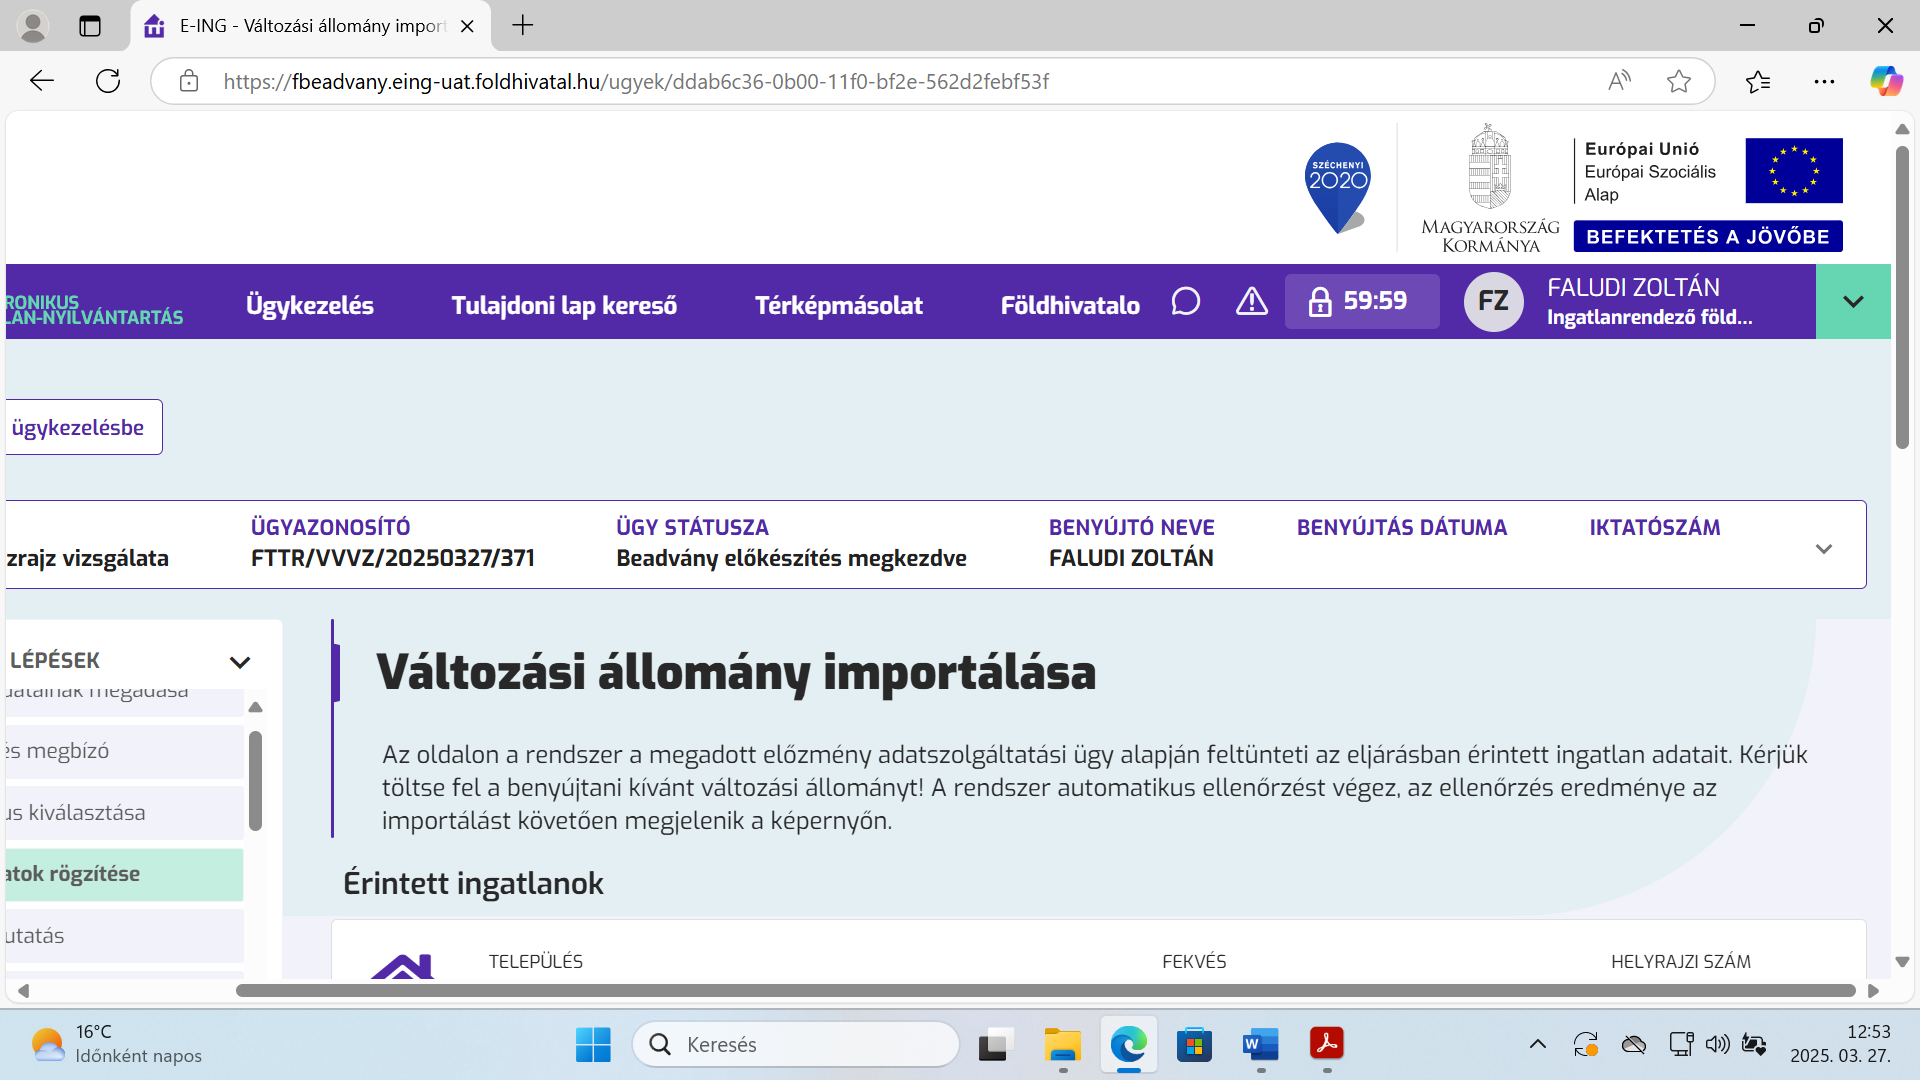 E-ING - Változási állomány import
https://fbeadvany.eing-uat.foldhivatal.hu/ugyek/ddab6c36-0b00-11f0-bf2e-562d2febf53f
SZÉCHENYI
2020
MAGYARORSZÁG
KORMÁNYA
Európai Unió
Európai Szociális
Alap
BEFEKTETÉS A JÖVŐBE
RONIKUS
LAN-NYILVÁNTARTÁS
Ügykezelés
Tulajdoni lap kereső
Térképmásolat
Földhivatalo
59:59
FZ
FALUDI ZOLTÁN
Ingatlanrendező föld...
ügykezelésbe
zrajz vizsgálata
ÜGYAZONOSÍTÓ
FTTR/VVVZ/20250327/371
ÜGY STÁTUSZA
Beadvány előkészítés megkezdve
BENYÚJTÓ NEVE
FALUDI ZOLTÁN
BENYÚJTÁS DÁTUMA
IKTATÓSZÁM
LÉPÉSEK
datainak megadása
és megbízó
us kiválasztása
atok rögzítése
utatás
Változási állomány importálása
Az oldalon a rendszer a megadott előzmény adatszolgáltatási ügy alapján feltünteti az eljárásban érintett ingatlan adatait. Kérjük
töltse fel a benyújtani kívánt változási állományt! A rendszer automatikus ellenőrzést végez, az ellenőrzés eredménye az
importálást követően megjelenik a képernyőn.
Érintett ingatlanok
TELEPÜLÉS
FEKVÉS
HELYRAJZI SZÁM
16°C
Időnként napos
Keresés
12:53
2025. 03. 27.